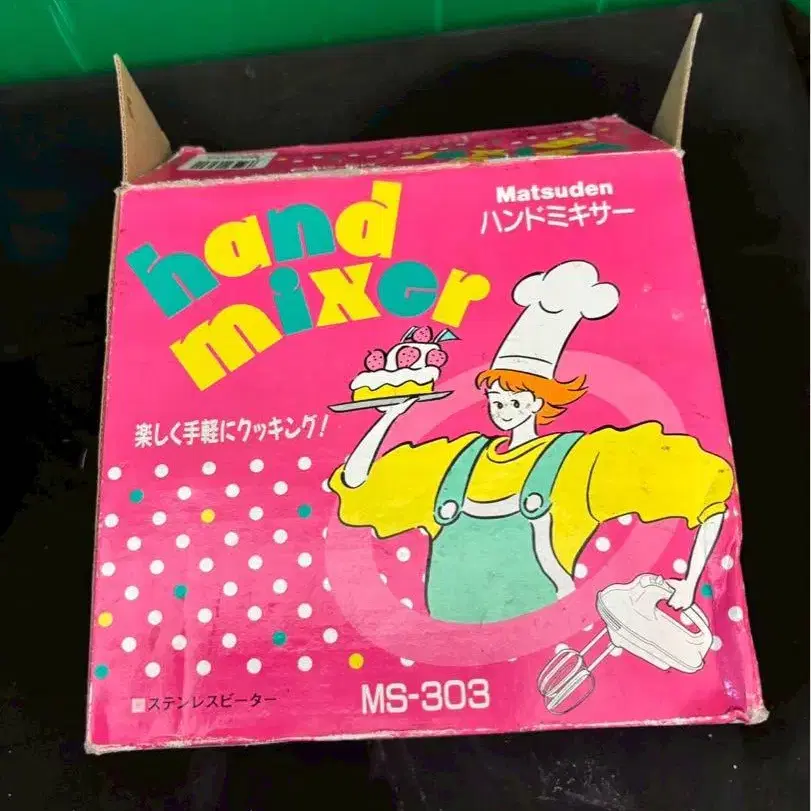 hand
mixer
Matsuden
ハンドミキサー
楽しく手軽にクッキング!
ステンレスビーター
MS-303